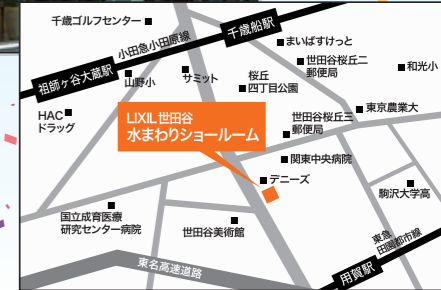 千歳ゴルフセンター
小田急小田原線
千歳船駅
まいばすけっと
祖師ヶ谷大蔵駅
山野小
サミット
桜丘
四丁目公園
世田谷桜丘二
郵便局
和光小
HAC
ドラッグ
LIXIL世田谷
水まわりショールーム
世田谷桜丘三
郵便局
東京農業大
関東中央病院
デニーズ
駒沢大学高
国立成育医療
研究センター病院
世田谷美術館
東急
田園都市線
東名高速道路
用賀駅